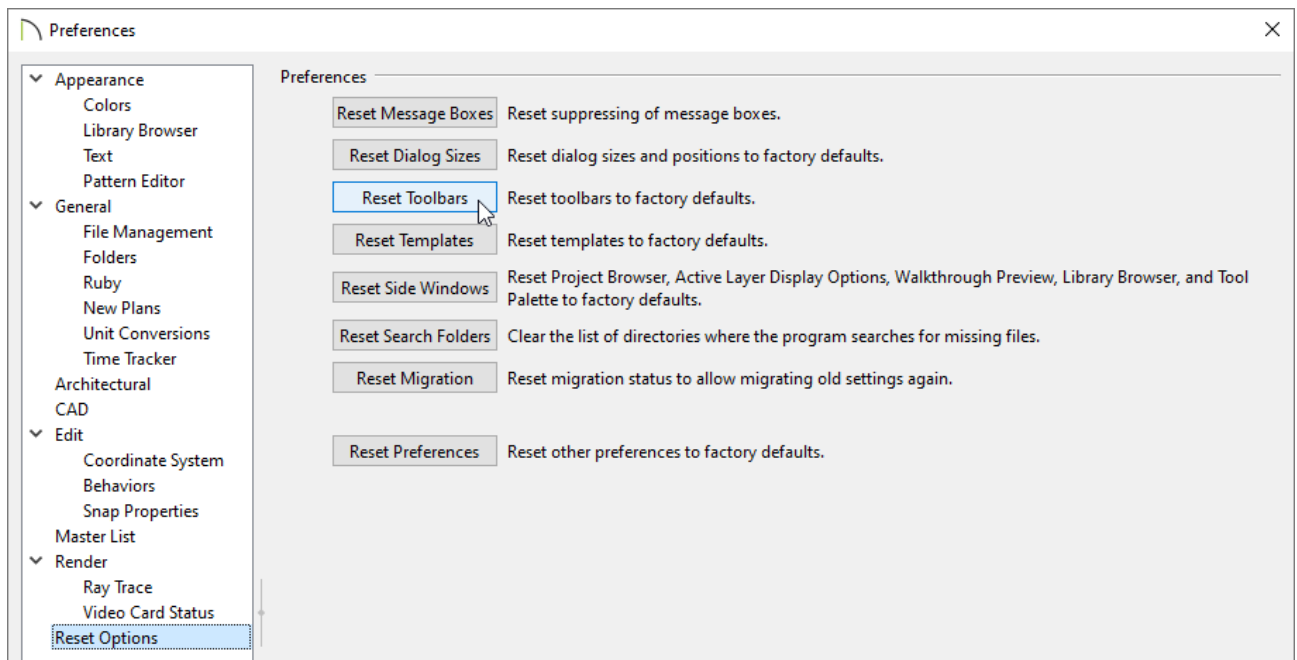 Preferences
Appearance
Colors
Library Browser
Text
Pattern Editor
General
File Management
Folders
Ruby
New Plans
Unit Conversions
Time Tracker
Architectural
CAD
Edit
Coordinate System
Behaviors
Snap Properties
Master List
Render
Ray Trace
Video Card Status
Reset Options
Preferences
Reset Message Boxes Reset suppressing of message boxes.
Reset Dialog Sizes Reset dialog sizes and positions to factory defaults.
Reset Toolbars Reset toolbars to factory defaults.
Reset Templates Reset templates to factory defaults.
Reset Side Windows Reset Project Browser, Active Layer Display Options, Walkthrough Preview, Library Browser, and Tool
Palette to factory defaults.
Reset Search Folders Clear the list of directories where the program searches for missing files.
Reset Migration Reset migration status to allow migrating old settings again.
Reset Preferences Reset other preferences to factory defaults.